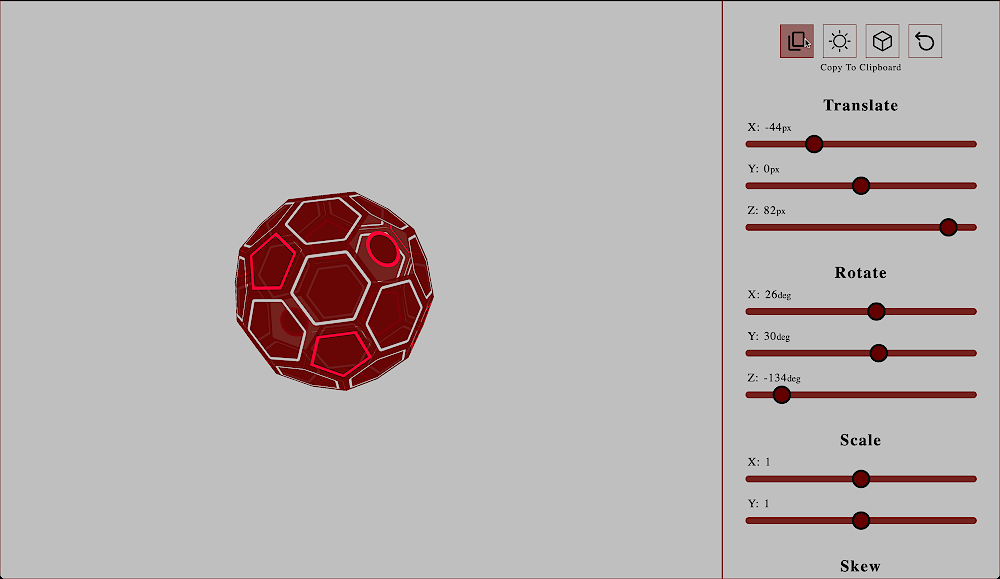 Copy To Clipboard
Translate
X: -44px
Y: 0px
Z: 82px
Rotate
X: 26deg
Y: 30deg
Z: -134deg
Scale
X: 1
Y: 1
Skew